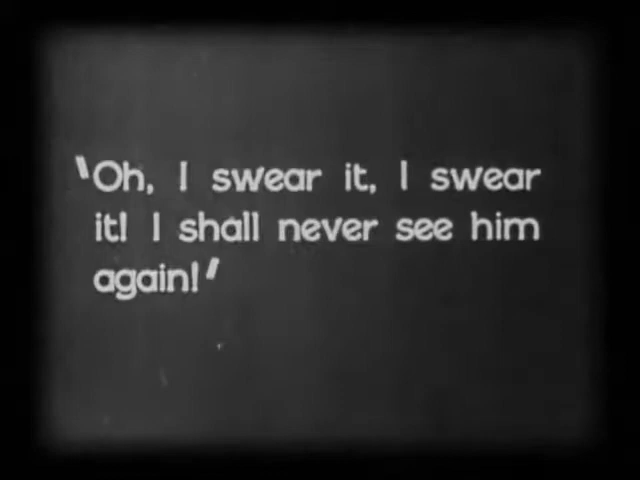 "Oh, I swear it, I swear
it! I shall never see him
again!"